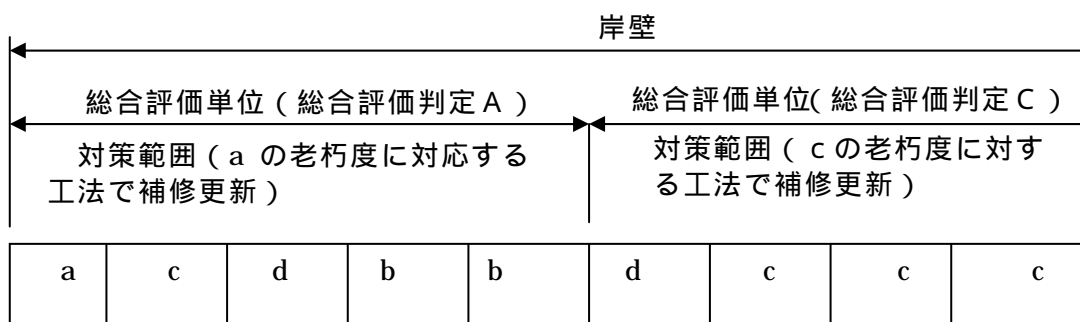 岸壁
総合評価単位（総合評価判定A） 総合評価単位（総合評価判定C）
対策範囲（a の老朽度に対応する
工法で補修更新）
対策範囲（cの老朽度に対す
る工法で補修更新）
a c d b b d c c c